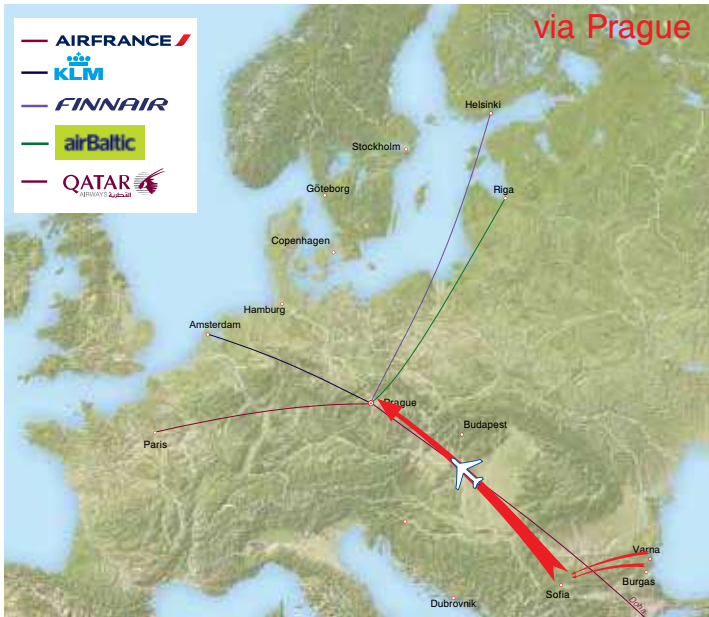 via Prague
AIRFRANCE
KLM
FINNAIR
airBaltic
QATAR
AIRWAYS القطرية
Helsinki
Stockholm
Riga
Göteborg
Copenhagen
Hamburg
Amsterdam
Prague
Budapest
Paris
Varna
Burgas
Sofia
Dubrovnik
Doha